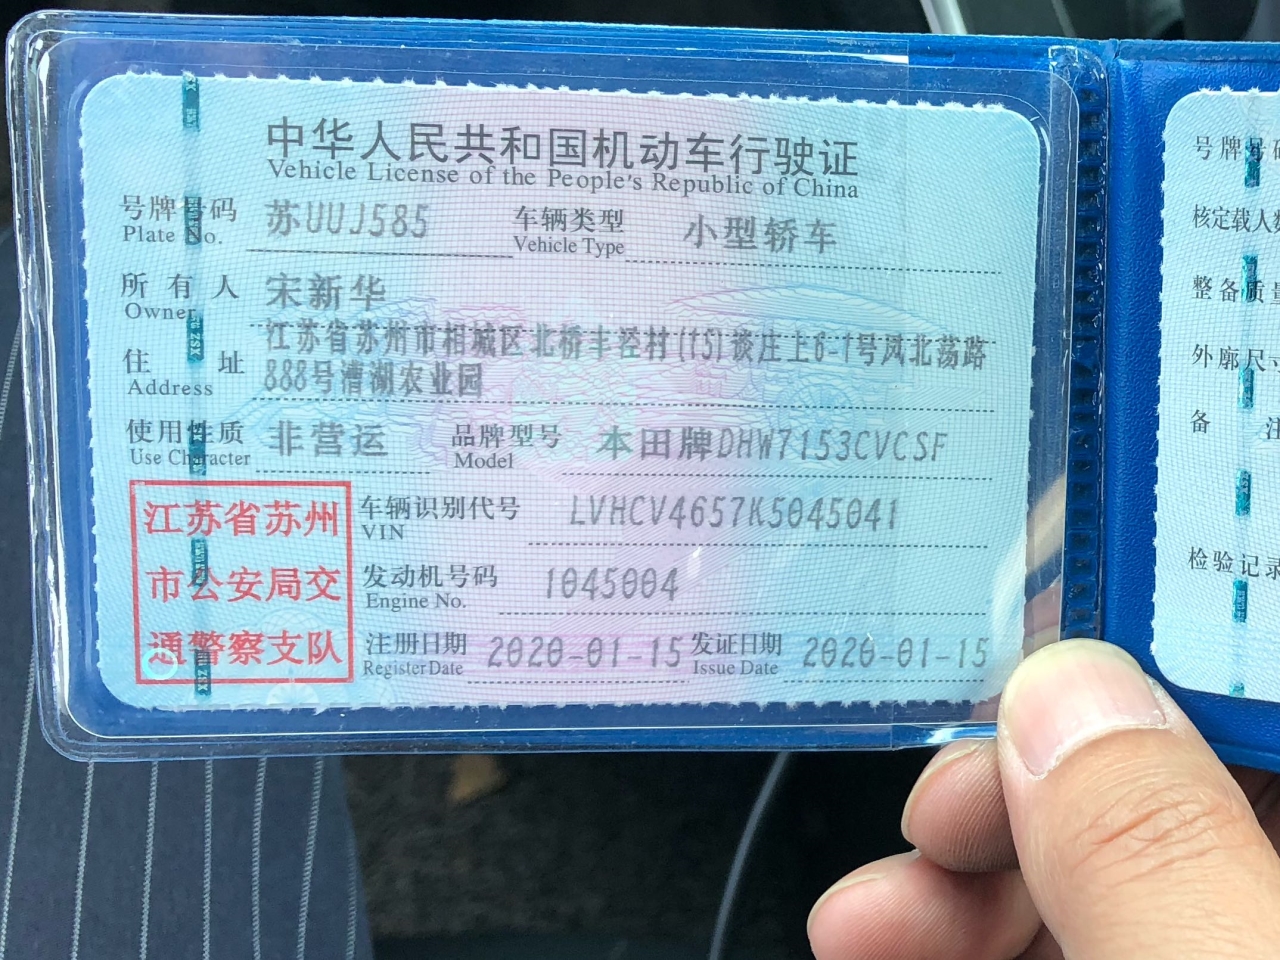 中华人民共和国机动车行驶证
Vehicle License of the People's Republic of China
号牌号码 苏UUJ585 车辆类型 小型轿车
Plate No. Vehicle Type
所有人 宋新华
Owner
江苏省苏州市相城区北桥丰泾村(15)谈庄上6-1号凤北荡路
住址 888号漕湖农业园
Address
使用性质 非营运 品牌型号 本田牌DHW7153CVCSF
Use Character Model
江苏省苏州 车辆识别代号 LVHCV4657K5045041
VIN
市公安局交 发动机号码 1045004
Engine No.
通警察支队 注册日期 2020-01-15 发证日期 2020-01-15
Register Date Issue Date
号牌号码
核定载人数
整备质量
外廓尺寸
备 注
检验记录